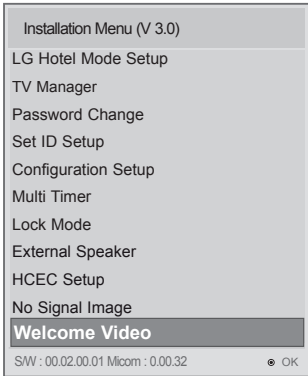 Installation Menu (V 3.0)
LG Hotel Mode Setup
TV Manager
Password Change
Set ID Setup
Configuration Setup
Multi Timer
Lock Mode
External Speaker
HCEC Setup
No Signal Image
Welcome Video
S/W : 00.02.00.01 Micom : 0.00.32 OK